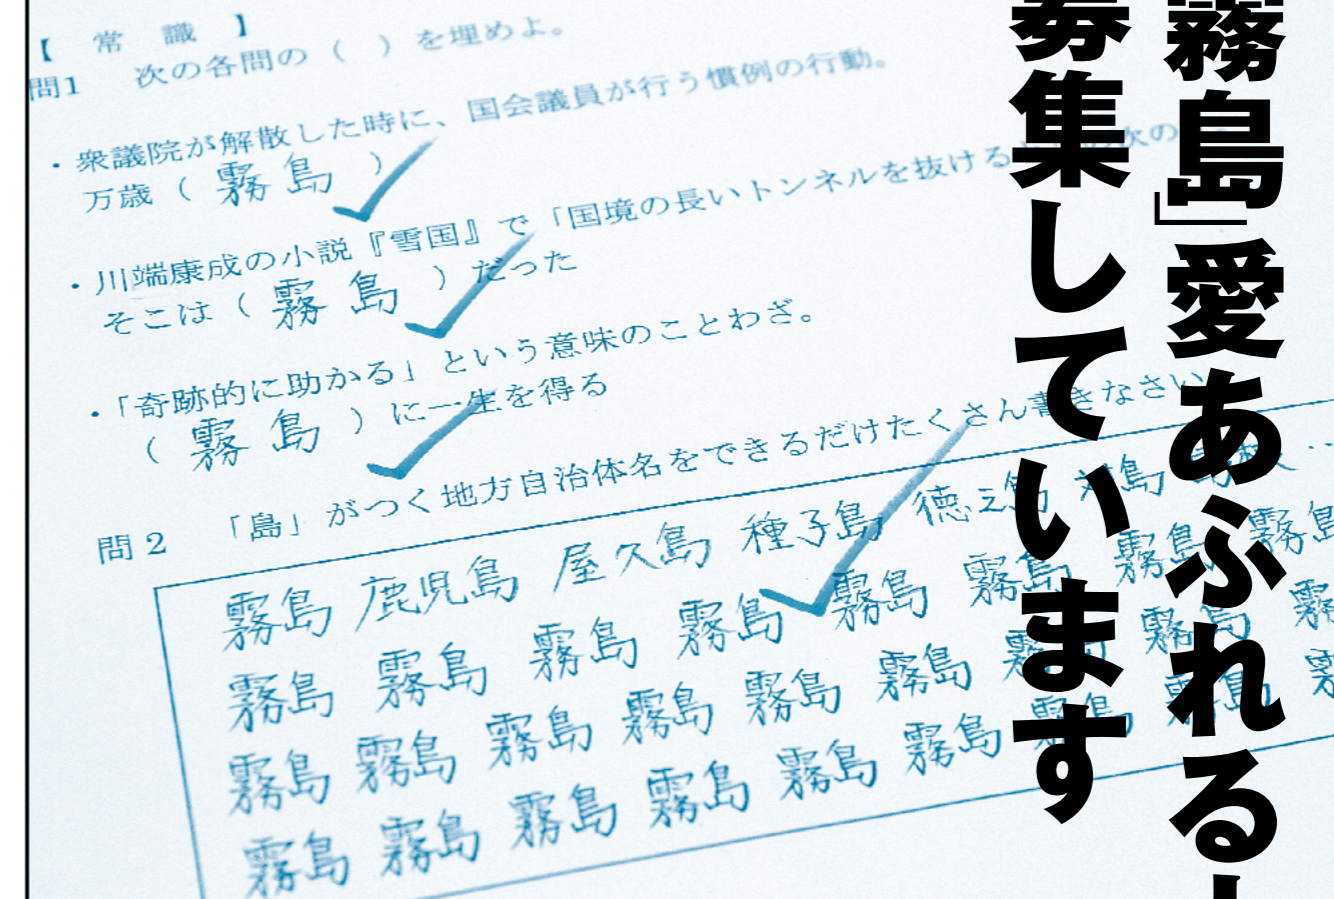 霧島」愛あふれる
募集しています
【 常 識 】
問1 次の各問の（ ）を埋めよ。
・衆議院が解散した時に、国会議員が行う慣例の行動。
万歳（ 霧島 ）
・川端康成の小説『雪国』で「国境の長いトンネルを抜ける の次の
そこは（ 霧島 ）だった
・「奇跡的に助かる」という意味のことわざ。
（ 霧島 ）に一生を得る
問2 「島」がつく地方自治体名をできるだけたくさん書きなさい
霧島 鹿児島 屋久島 種子島 徳之島 対島
霧島 霧島 霧島 霧島 霧島 霧島 霧島 霧島
霧島 霧島 霧島 霧島 霧島 霧島 霧島 霧島
霧島 霧島 霧島 霧島 霧島 霧島 霧島 霧島